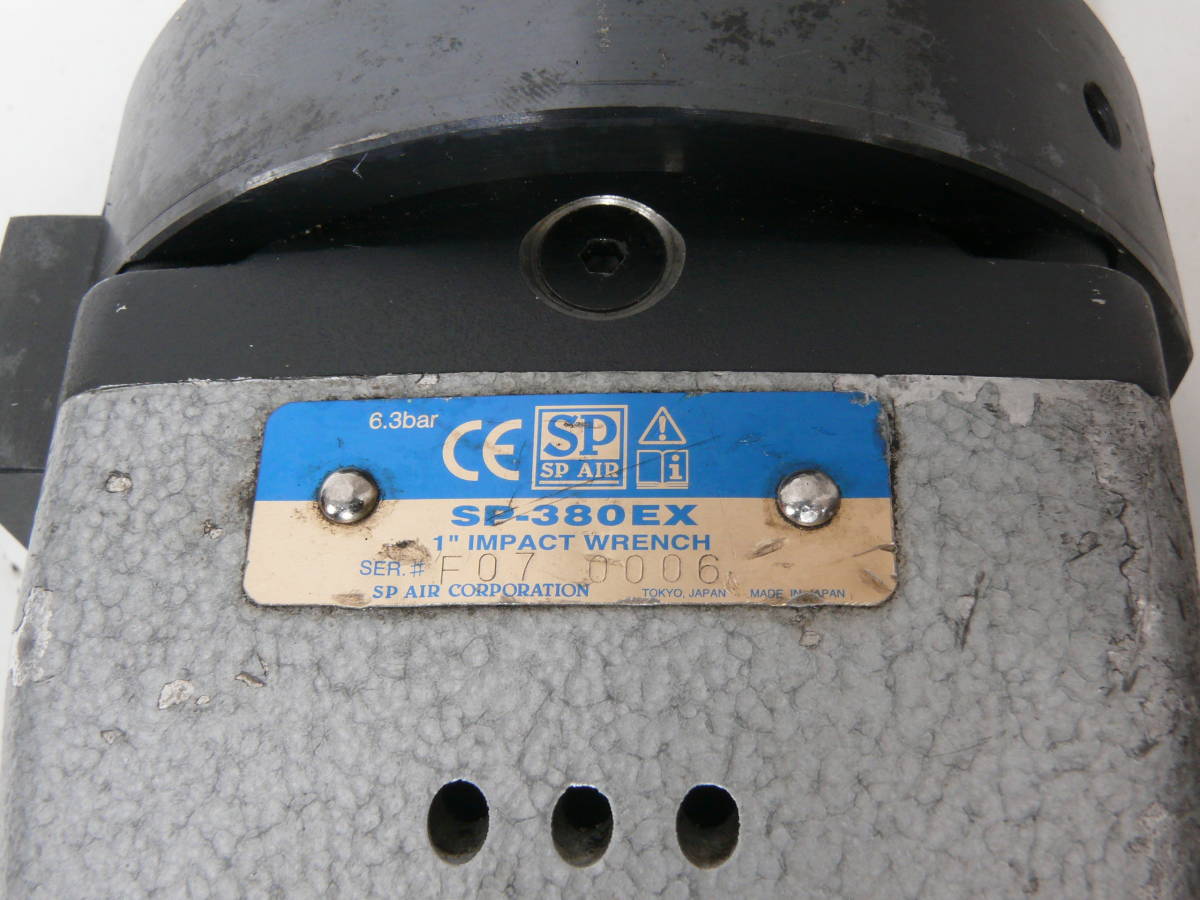 6.3bar
CE
SP
SP AIR
SP-380EX
1" IMPACT WRENCH
SER. # F07 0006
SP AIR CORPORATION TOKYO, JAPAN MADE IN JAPAN